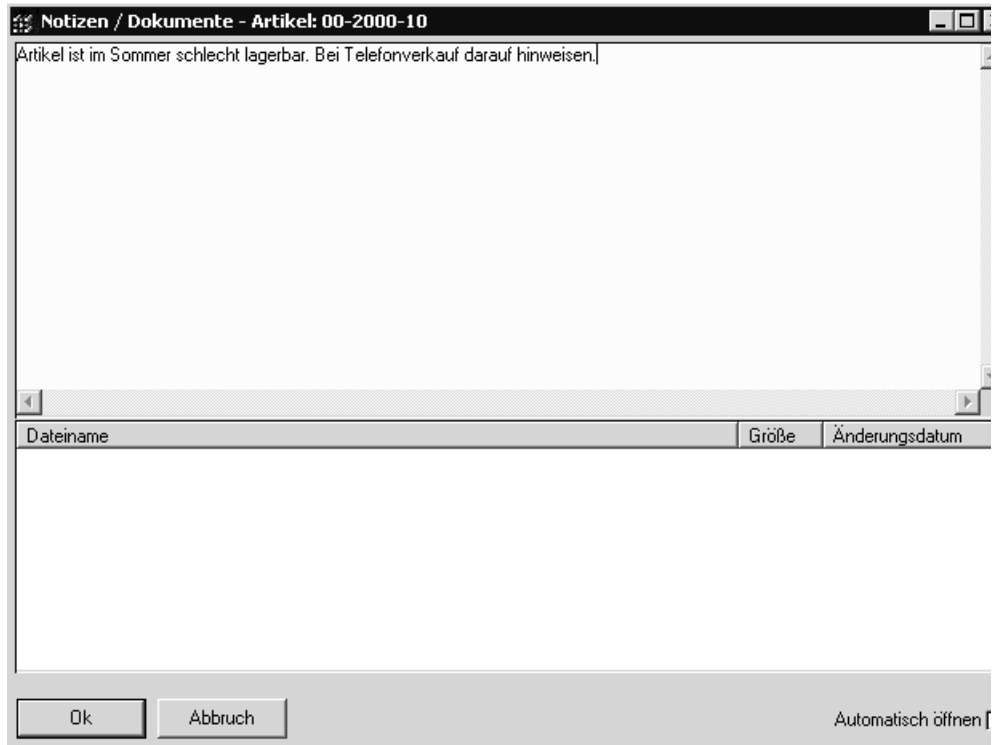 Notizen / Dokumente - Artikel: 00-2000-10
Artikel ist im Sommer schlecht lagerbar. Bei Telefonverkauf darauf hinweisen.
Dateiname Größe Änderungsdatum
Ok Abbruch Automatisch öffnen